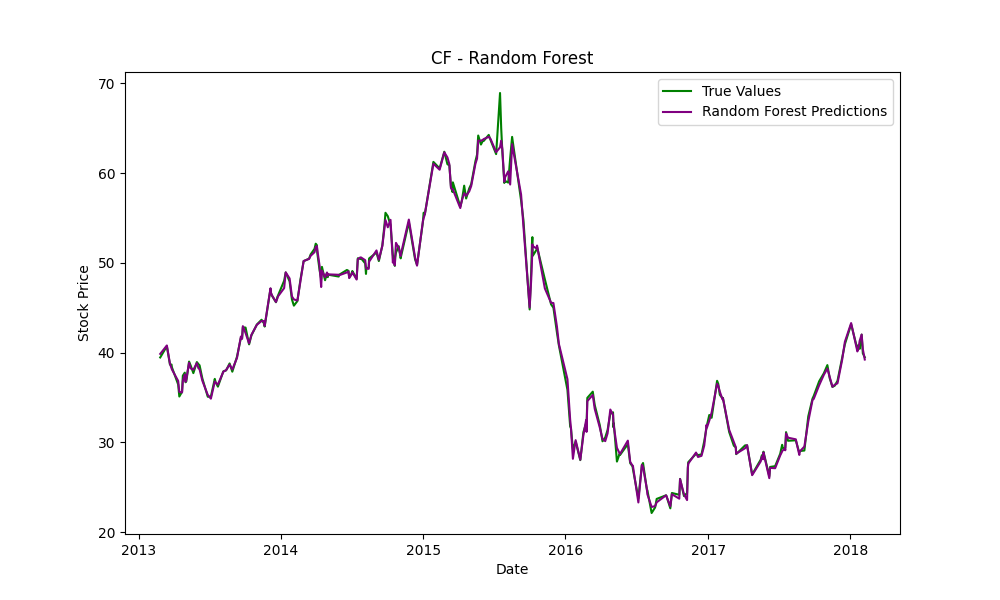 CF - Random Forest
True Values
Random Forest Predictions
70
60
50
40
30
20
Stock Price
2013 2014 2015 2016 2017 2018
Date